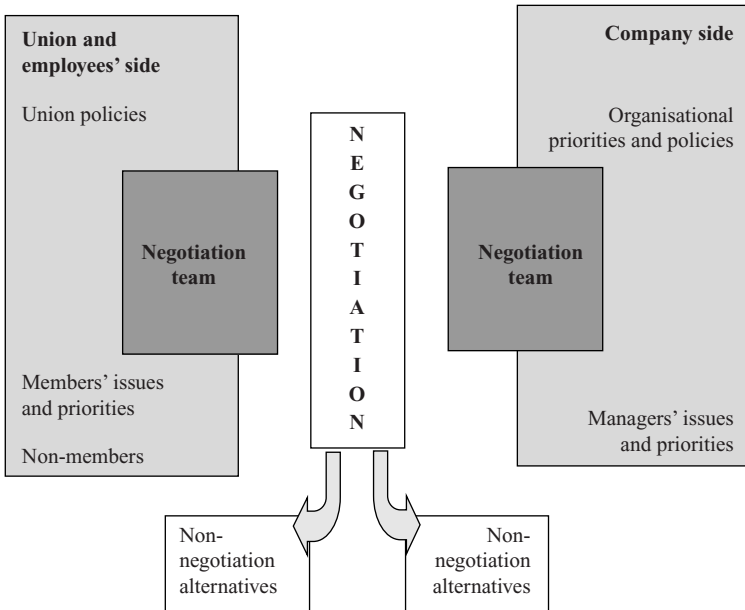 Union and
employees’ side
Union policies
Negotiation
team
Members’ issues
and priorities
Non-members
N
E
G
O
T
I
A
T
I
O
N
Company side
Organisational
priorities and policies
Negotiation
team
Managers’ issues
and priorities
Non-
negotiation
alternatives
Non-
negotiation
alternatives